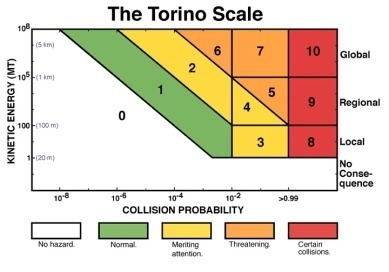 The Torino Scale
KINETIC ENERGY (MT)
10⁸
(5 km)
10⁵
(1 km)
100
(100 m)
1
(20 m)
0
1
2
3
4
5
6
7
8
9
10
Global
Regional
Local
No
Conse-
quence
10⁻⁸
10⁻⁶
10⁻⁴
10⁻²
>0.99
COLLISION PROBABILITY
No hazard.
Normal.
Meriting
attention.
Threatening.
Certain
collisions.